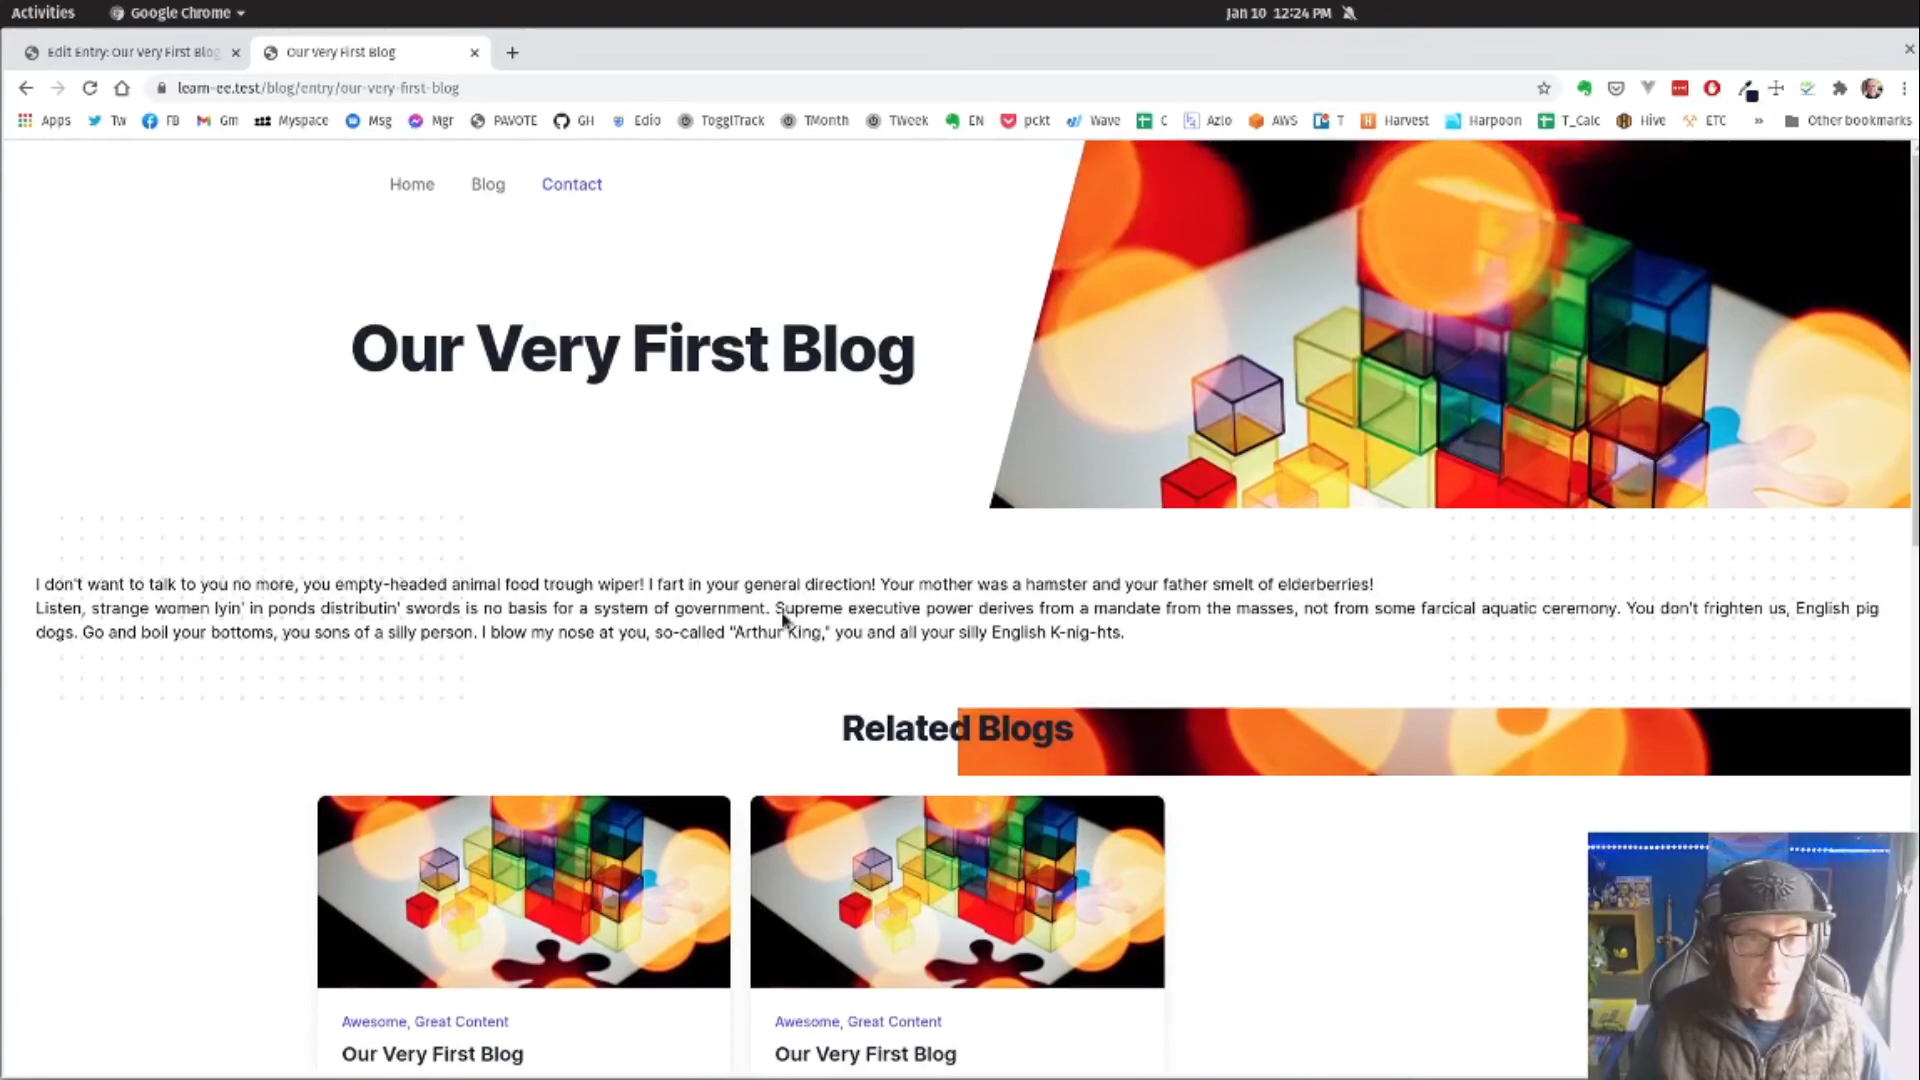 Activities Google Chrome Jan 10 12:24 PM
Edit Entry: Our Very First Blog Our Very First Blog
learn-ee.test/blog/entry/our-very-first-blog
Apps Tw FB Gm Myspace Msg Mgr PAVOTE GH Edio TogglTrack TMonth TWeek EN pckt Wave C Azlo AWS T Harvest Harpoon T_Calc Hive ETC » Other bookmarks
Home Blog Contact
Our Very First Blog
I don't want to talk to you no more, you empty-headed animal food trough wiper! I fart in your general direction! Your mother was a hamster and your father smelt of elderberries!
Listen, strange women lyin' in ponds distributin' swords is no basis for a system of government. Supreme executive power derives from a mandate from the masses, not from some farcical aquatic ceremony. You don't frighten us, English pig
dogs. Go and boil your bottoms, you sons of a silly person. I blow my nose at you, so-called "Arthur King," you and all your silly English K-nig-hts.
Related Blogs
Awesome, Great Content
Our Very First Blog
Awesome, Great Content
Our Very First Blog